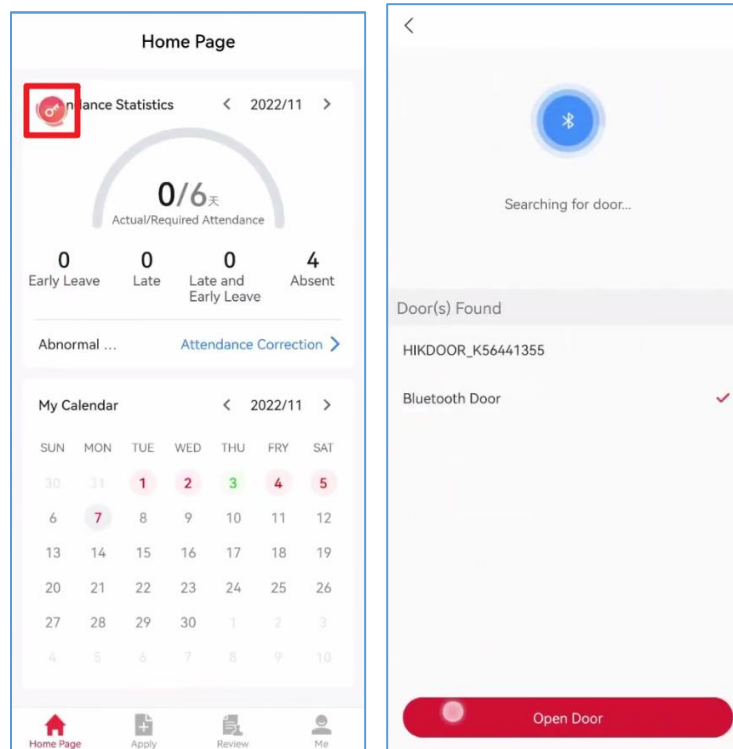 Home Page
ndance Statistics < 2022/11 >
0/6天
Actual/Required Attendance
0 0 0 4
Early Leave Late Late and Early Leave Absent
Abnormal ... Attendance Correction >
My Calendar < 2022/11 >
SUN MON TUE WED THU FRY SAT
30 31 1 2 3 4 5
6 7 8 9 10 11 12
13 14 15 16 17 18 19
20 21 22 23 24 25 26
27 28 29 30 1 2 3
4 5 6 7 8 9 10
Home Page Apply Review Me
<
Searching for door...
Door(s) Found
HIKDOOR_K56441355
Bluetooth Door
Open Door